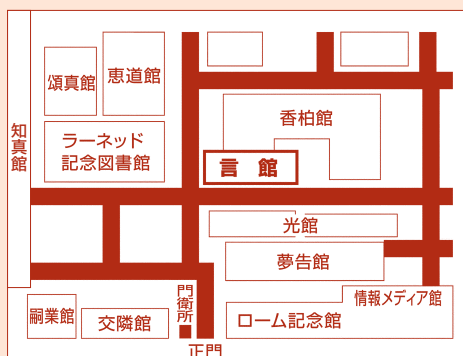 頌真館
恵道館
香柏館
知真館
ラーネッド
記念図書館
言館
光館
夢告館
門衛所
情報メディア館
嗣業館
交隣館
ローム記念館
正門